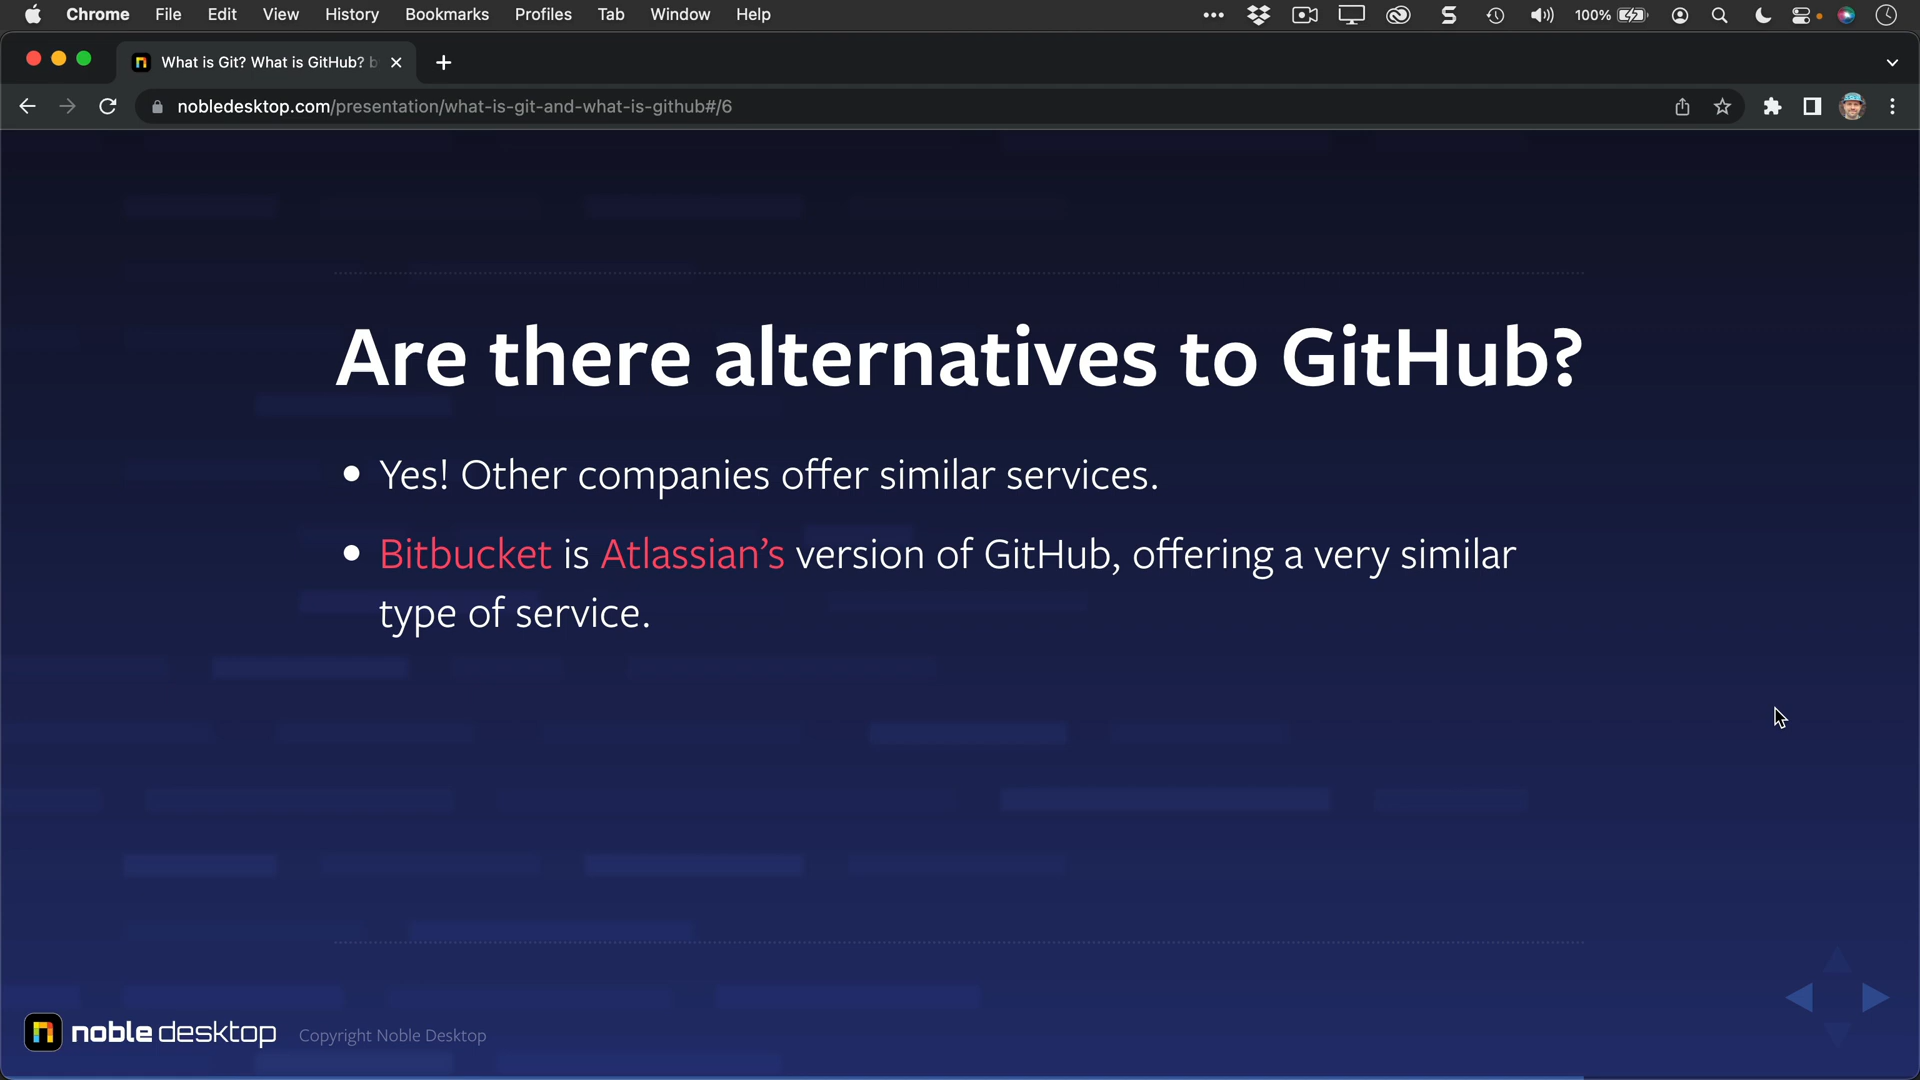 Chrome File Edit View History Bookmarks Profiles Tab Window Help 100%
What is Git? What is GitHub? b
nobledesktop.com/presentation/what-is-git-and-what-is-github#/6
Are there alternatives to GitHub?
• Yes! Other companies offer similar services.
• Bitbucket is Atlassian’s version of GitHub, offering a very similar
type of service.
noble desktop Copyright Noble Desktop